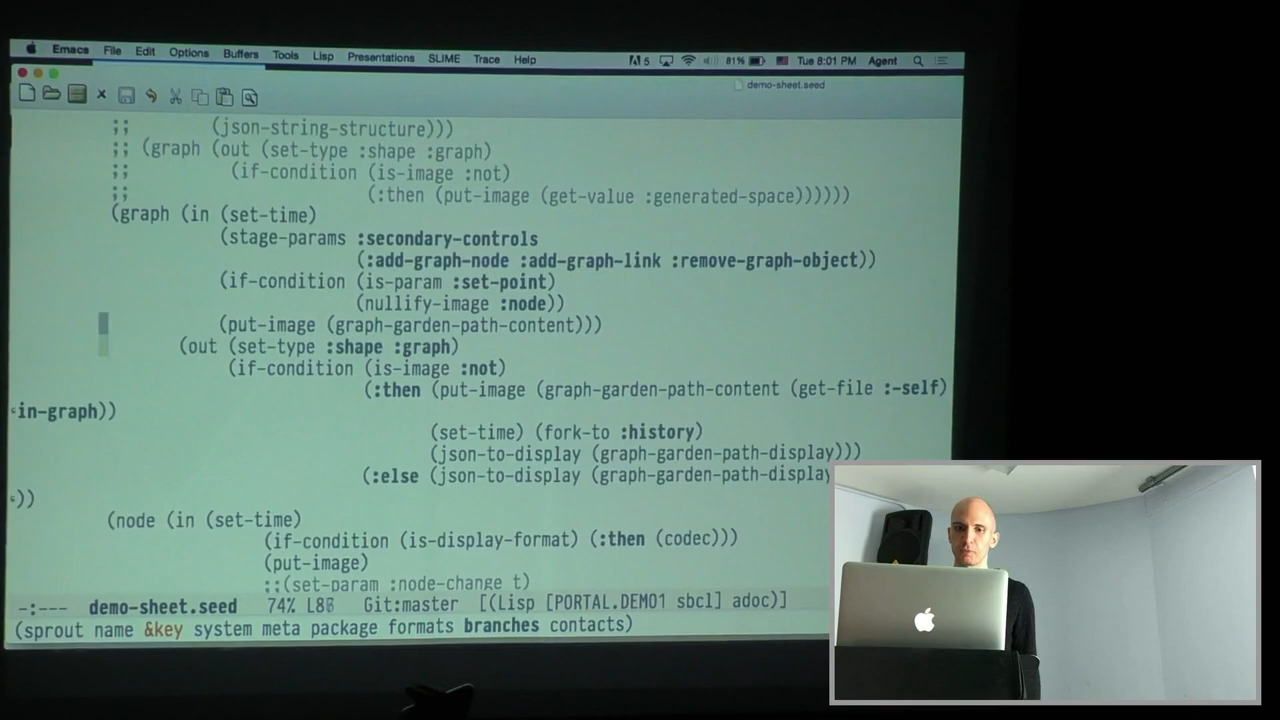 Emacs File Edit Options Buffers Tools Lisp Presentations SLIME Trace Help 5 81% Tue 8:01 PM Agent
demo-sheet.seed
;; (json-string-structure)))
;; (graph (out (set-type :shape :graph)
;; (if-condition (is-image :not)
;; (:then (put-image (get-value :generated-space))))))
(graph (in (set-time)
(stage-params :secondary-controls
(:add-graph-node :add-graph-link :remove-graph-object))
(if-condition (is-param :set-point)
(nullify-image :node))
(put-image (graph-garden-path-content)))
(out (set-type :shape :graph)
(if-condition (is-image :not)
(:then (put-image (graph-garden-path-content (get-file :-self)
in-graph))
(set-time) (fork-to :history)
(json-to-display (graph-garden-path-display)))
(:else (json-to-display (graph-garden-path-display
))
(node (in (set-time)
(if-condition (is-display-format) (:then (codec)))
(put-image)
;;(set-param :node-change t)
-:--- demo-sheet.seed 74% Git:master [(Lisp [PORTAL.DEMO1 sbcl] adoc)]
(sprout name &key system meta package formats branches contacts)